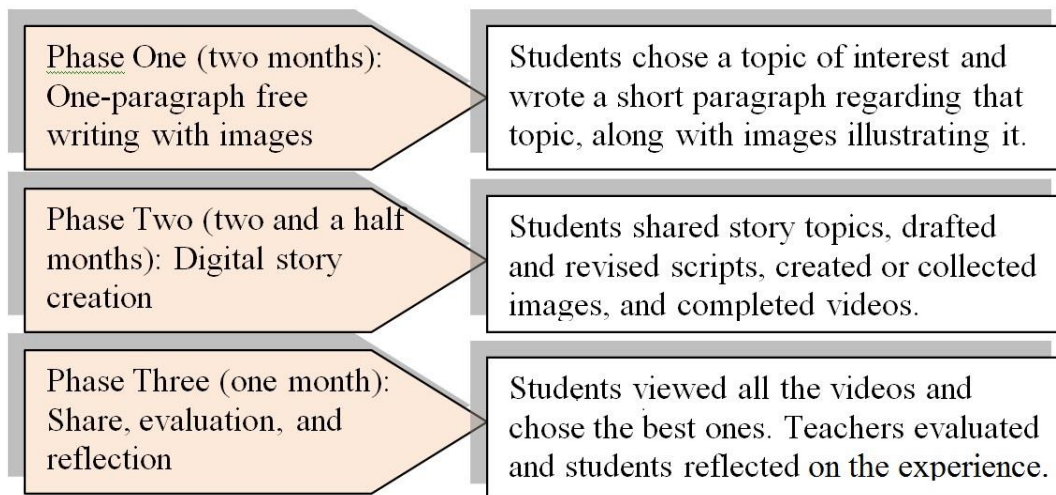 Phase One (two months):
One-paragraph free
writing with images
Students chose a topic of interest and
wrote a short paragraph regarding that
topic, along with images illustrating it.
Phase Two (two and a half
months): Digital story
creation
Students shared story topics, drafted
and revised scripts, created or collected
images, and completed videos.
Phase Three (one month):
Share, evaluation, and
reflection
Students viewed all the videos and
chose the best ones. Teachers evaluated
and students reflected on the experience.